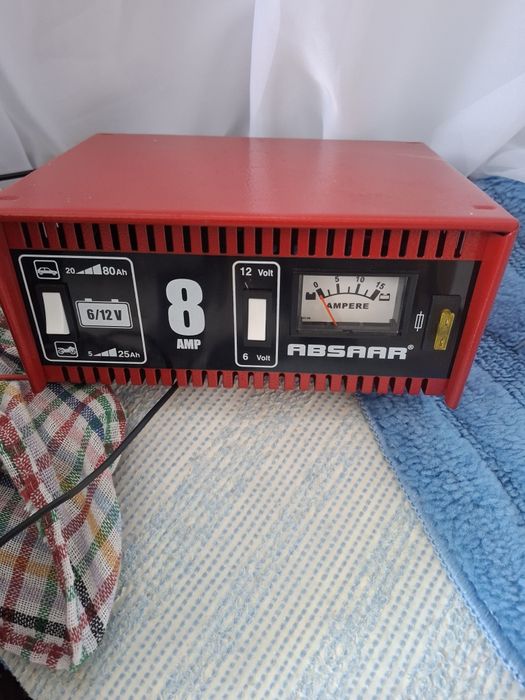 20 80Ah
6/12 V
5 25Ah
8
AMP
12 Volt
6 Volt
0 5 10 15
AMPERE
ABSAAR®